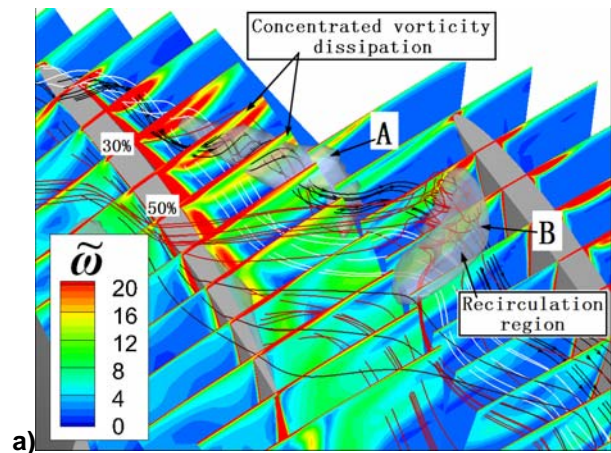 Concentrated vorticity
dissipation
A
30%
50%
B
ω̃
20
16
12
8
4
0
Recirculation
region
a)